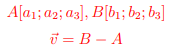 A[a₁; a₂; a₃], B[b₁; b₂; b₃]
v⃗ = B − A